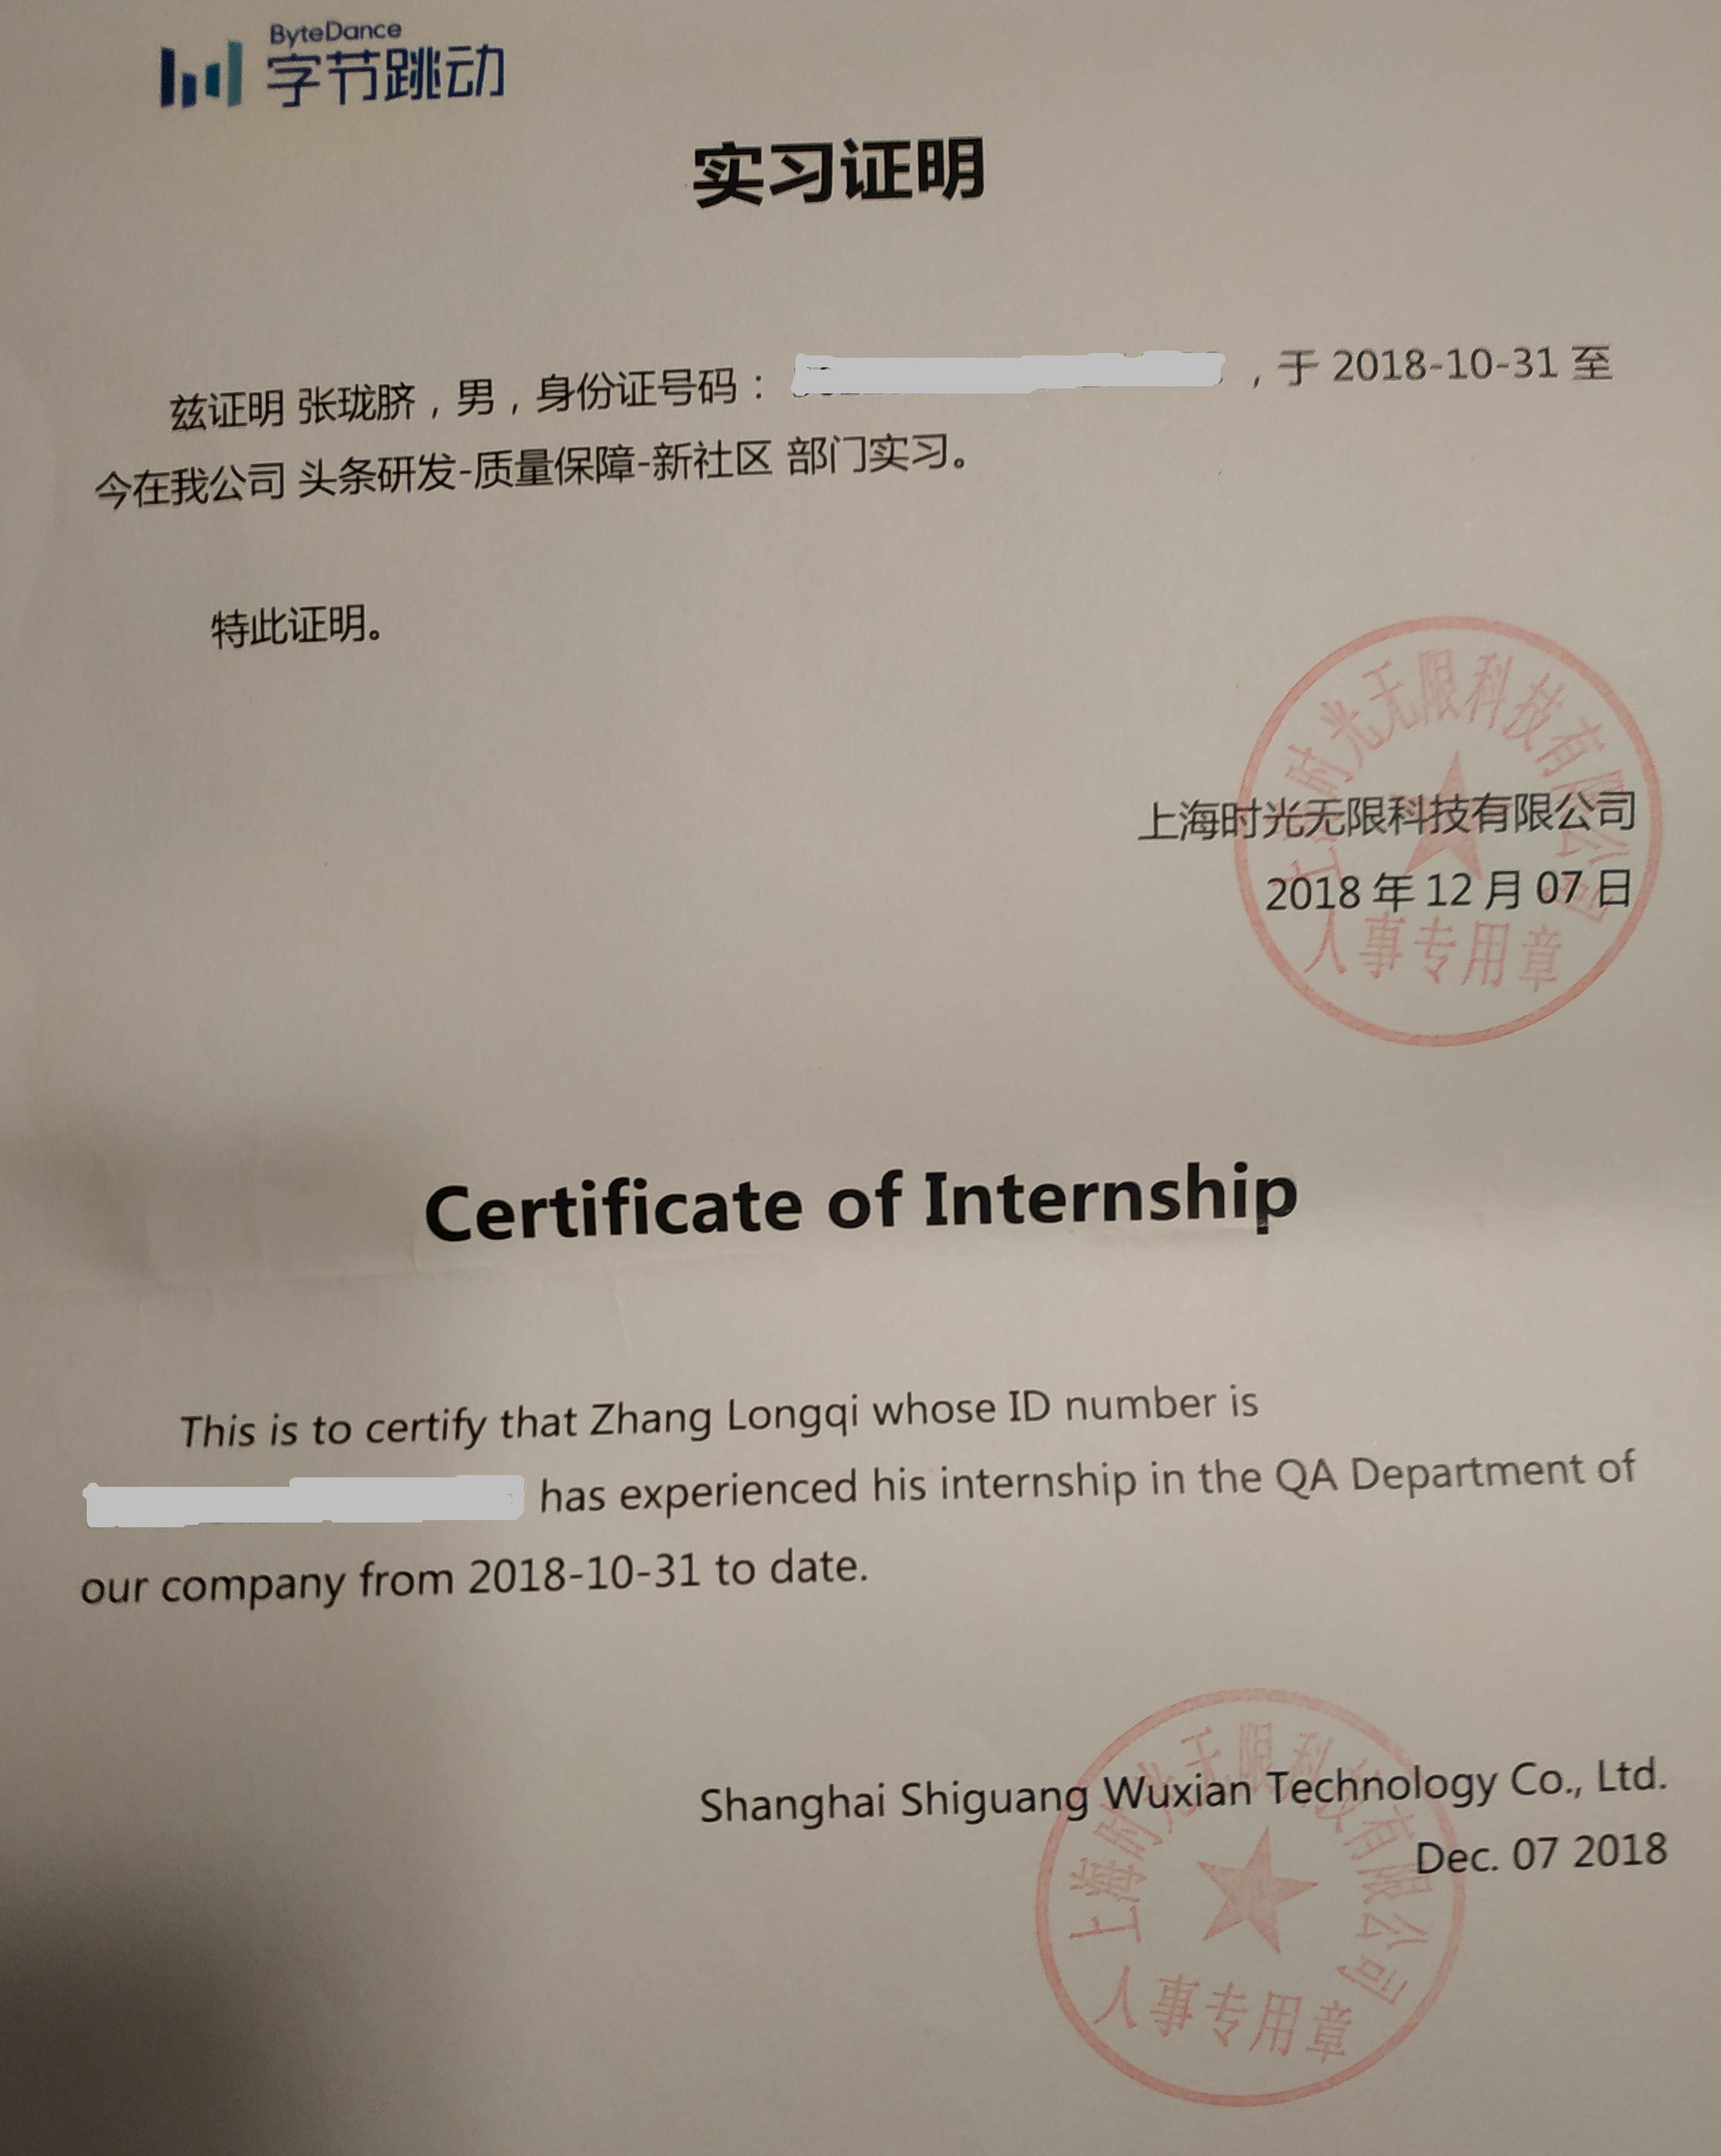 ByteDance
字节跳动
实习证明
兹证明 张珑脐，男，身份证号码： ，于 2018-10-31 至
今在我公司 头条研发-质量保障-新社区 部门实习。
特此证明。
上海时光无限科技有限公司
上海时光无限科技有限公司
2018 年 12 月 07 日
人事专用章
Certificate of Internship
This is to certify that Zhang Longqi whose ID number is
has experienced his internship in the QA Department of
our company from 2018-10-31 to date.
上海时光无限科技有限公司
Shanghai Shiguang Wuxian Technology Co., Ltd.
Dec. 07 2018
人事专用章